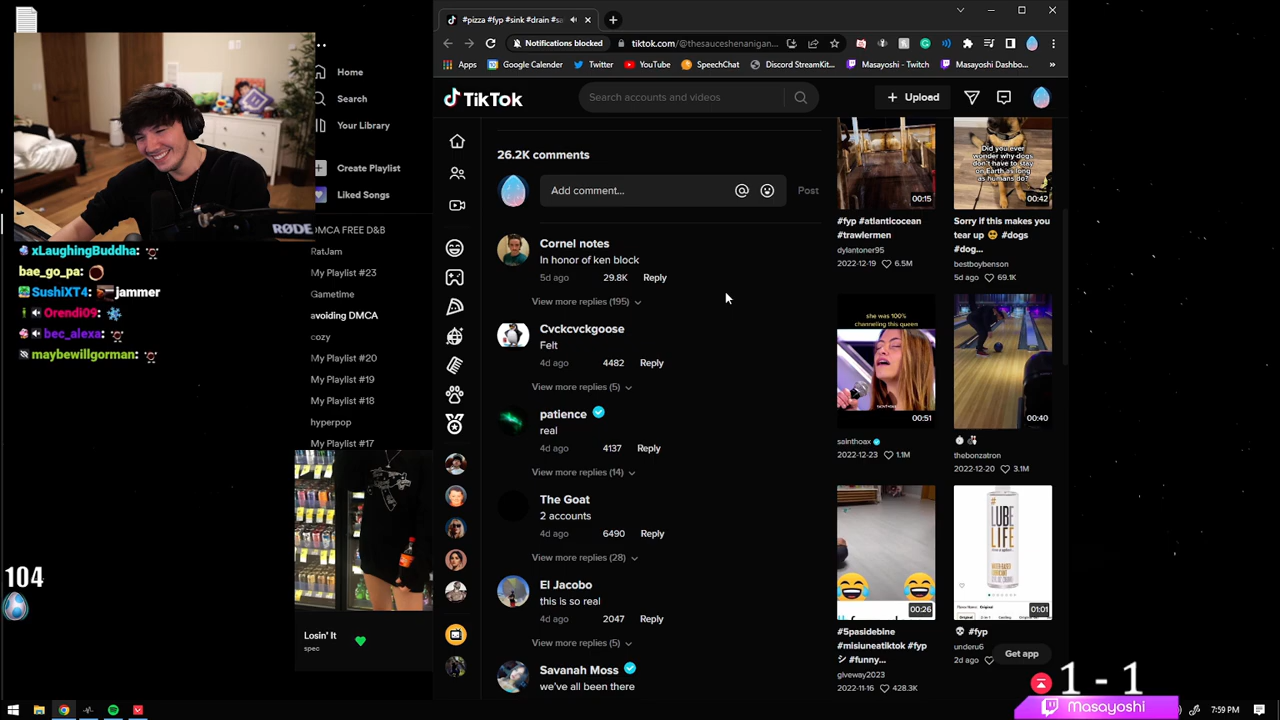 Home
Search
Your Library
Create Playlist
Liked Songs
DMCA FREE D&B
RatJam
My Playlist #23
Gametime
avoiding DMCA
cozy
My Playlist #20
My Playlist #19
My Playlist #18
hyperpop
My Playlist #17
Losin' It
spec
RØDE
xLaughingBuddha:
bae_go_pa:
SushiXT4: jammer
Orendi09:
bec_alexa:
maybewillgorman:
104
pizza #fyp #sink #dxan #s
Notifications blocked
tiktok.com/@thesauceshenanigan...
Apps
Google Calender
Twitter
YouTube
SpeechChat
Discord StreamKit...
Masayoshi - Twitch
Masayoshi Dashbo...
»
TikTok
Search accounts and videos
Upload
26.2K comments
Add comment...
Post
Cornel notes
In honor of ken block
5d ago 29.8K Reply
View more replies (195)
Cvckcvckgoose
Felt
4d ago 4482 Reply
View more replies (5)
patience
real
4d ago 4137 Reply
View more replies (14)
The Goat
2 accounts
4d ago 6490 Reply
View more replies (28)
El Jacobo
this so real
4d ago 2047 Reply
View more replies (5)
Savanah Moss
we've all been there
00:15
#fyp #atlanticocean
#trawlermen
dylantoner95
2022-12-19 6.5M
Did you ever
wonder why dogs
don't have to stay
on Earth as long
as humans do?
00:42
Sorry if this makes you
tear up 🥺 #dogs
#dog...
bestboybenson
5d ago 69.1K
she was 100%
channeling this queen
00:51
sainthoax
2022-12-23 1.1M
00:40
thebonzatron
2022-12-20 3.1M
00:26
#5pasidebine
#misiuneatiktok #fyp
シ #funny...
giveway2023
2022-11-16 428.3K
LUBE
LIFE
01:01
💀 #fyp
underu6
2d ago
Get app
1 - 1
Masayoshi
7:59 PM